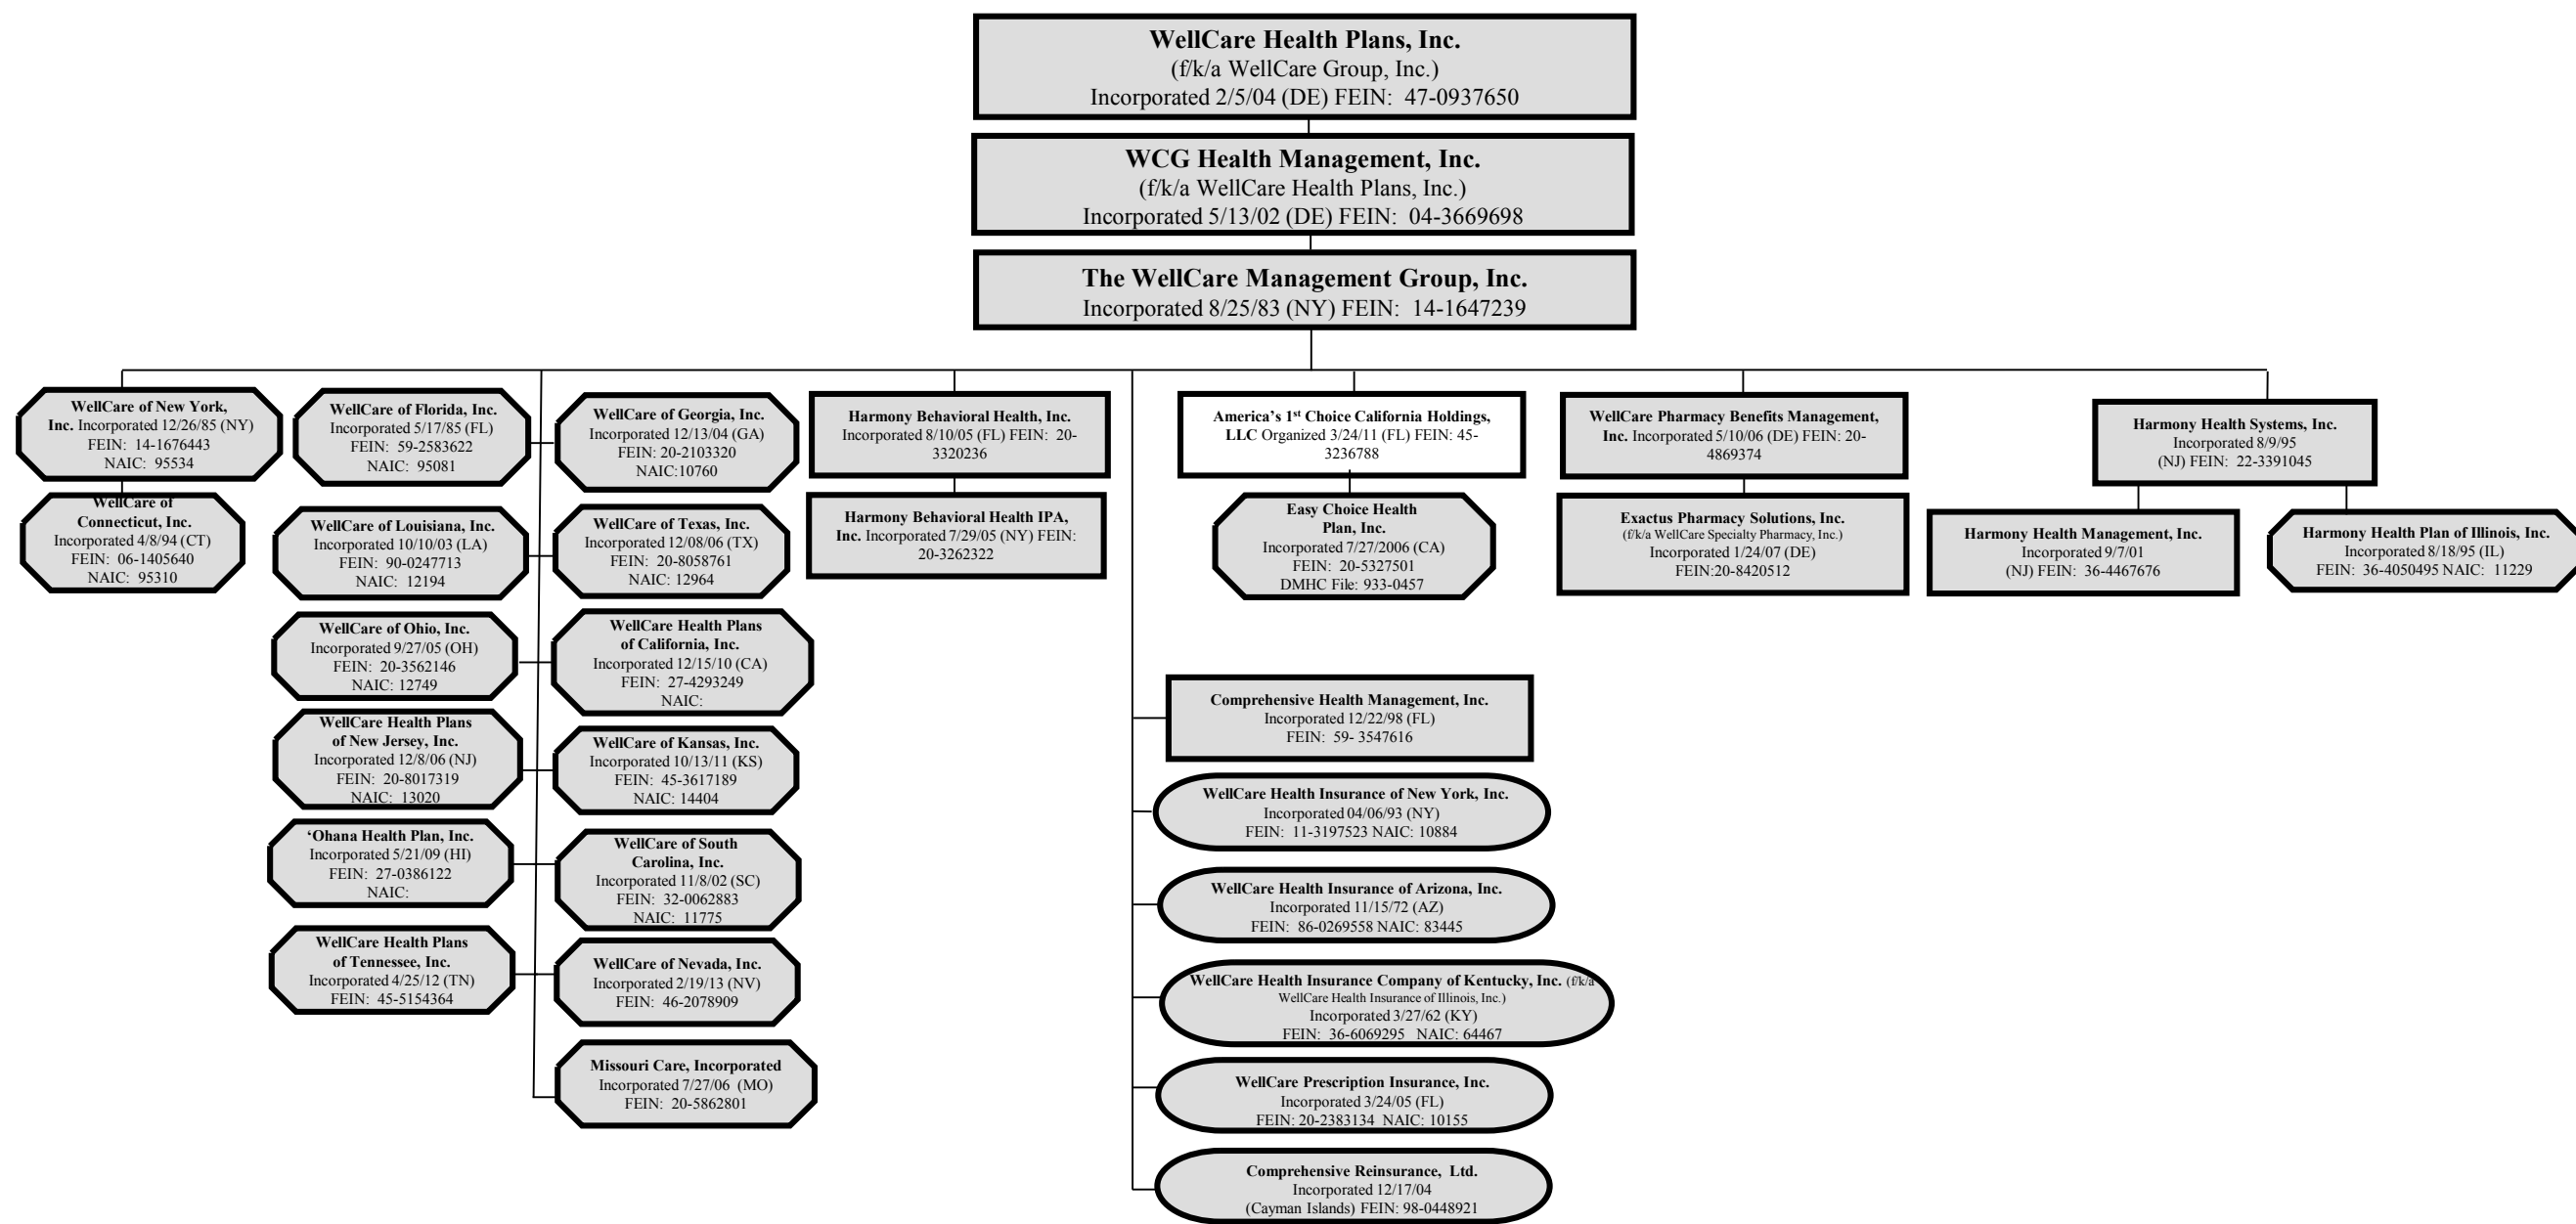 WellCare Health Plans, Inc.
(f/k/a WellCare Group, Inc.)
Incorporated 2/5/04 (DE) FEIN: 47-0937650
WCG Health Management, Inc.
(f/k/a WellCare Health Plans, Inc.)
Incorporated 5/13/02 (DE) FEIN: 04-3669698
The WellCare Management Group, Inc.
Incorporated 8/25/83 (NY) FEIN: 14-1647239
WellCare of New York,
Inc. Incorporated 12/26/85 (NY)
FEIN: 14-1676443
NAIC: 95534
WellCare of
Connecticut, Inc.
Incorporated 4/8/94 (CT)
FEIN: 06-1405640
NAIC: 95310
WellCare of Florida, Inc.
Incorporated 5/17/85 (FL)
FEIN: 59-2583622
NAIC: 95081
WellCare of Georgia, Inc.
Incorporated 12/13/04 (GA)
FEIN: 20-2103320
NAIC:10760
WellCare of Louisiana, Inc.
Incorporated 10/10/03 (LA)
FEIN: 90-0247713
NAIC: 12194
WellCare of Texas, Inc.
Incorporated 12/08/06 (TX)
FEIN: 20-8058761
NAIC: 12964
WellCare of Ohio, Inc.
Incorporated 9/27/05 (OH)
FEIN: 20-3562146
NAIC: 12749
WellCare Health Plans
of California, Inc.
Incorporated 12/15/10 (CA)
FEIN: 27-4293249
NAIC:
WellCare Health Plans
of New Jersey, Inc.
Incorporated 12/8/06 (NJ)
FEIN: 20-8017319
NAIC: 13020
WellCare of Kansas, Inc.
Incorporated 10/13/11 (KS)
FEIN: 45-3617189
NAIC: 14404
‘Ohana Health Plan, Inc.
Incorporated 5/21/09 (HI)
FEIN: 27-0386122
NAIC:
WellCare of South
Carolina, Inc.
Incorporated 11/8/02 (SC)
FEIN: 32-0062883
NAIC: 11775
WellCare Health Plans
of Tennessee, Inc.
Incorporated 4/25/12 (TN)
FEIN: 45-5154364
WellCare of Nevada, Inc.
Incorporated 2/19/13 (NV)
FEIN: 46-2078909
Missouri Care, Incorporated
Incorporated 7/27/06 (MO)
FEIN: 20-5862801
Harmony Behavioral Health, Inc.
Incorporated 8/10/05 (FL) FEIN: 20-
3320236
Harmony Behavioral Health IPA,
Inc. Incorporated 7/29/05 (NY) FEIN:
20-3262322
America’s 1st Choice California Holdings,
LLC Organized 3/24/11 (FL) FEIN: 45-
3236788
Easy Choice Health
Plan, Inc.
Incorporated 7/27/2006 (CA)
FEIN: 20-5327501
DMHC File: 933-0457
Comprehensive Health Management, Inc.
Incorporated 12/22/98 (FL)
FEIN: 59- 3547616
WellCare Health Insurance of New York, Inc.
Incorporated 04/06/93 (NY)
FEIN: 11-3197523 NAIC: 10884
WellCare Health Insurance of Arizona, Inc.
Incorporated 11/15/72 (AZ)
FEIN: 86-0269558 NAIC: 83445
WellCare Health Insurance Company of Kentucky, Inc. (f/k/a
WellCare Health Insurance of Illinois, Inc.)
Incorporated 3/27/62 (KY)
FEIN: 36-6069295 NAIC: 64467
WellCare Prescription Insurance, Inc.
Incorporated 3/24/05 (FL)
FEIN: 20-2383134 NAIC: 10155
Comprehensive Reinsurance, Ltd.
Incorporated 12/17/04
(Cayman Islands) FEIN: 98-0448921
WellCare Pharmacy Benefits Management,
Inc. Incorporated 5/10/06 (DE) FEIN: 20-
4869374
Exactus Pharmacy Solutions, Inc.
(f/k/a WellCare Specialty Pharmacy, Inc.)
Incorporated 1/24/07 (DE)
FEIN:20-8420512
Harmony Health Systems, Inc.
Incorporated 8/9/95
(NJ) FEIN: 22-3391045
Harmony Health Management, Inc.
Incorporated 9/7/01
(NJ) FEIN: 36-4467676
Harmony Health Plan of Illinois, Inc.
Incorporated 8/18/95 (IL)
FEIN: 36-4050495 NAIC: 11229